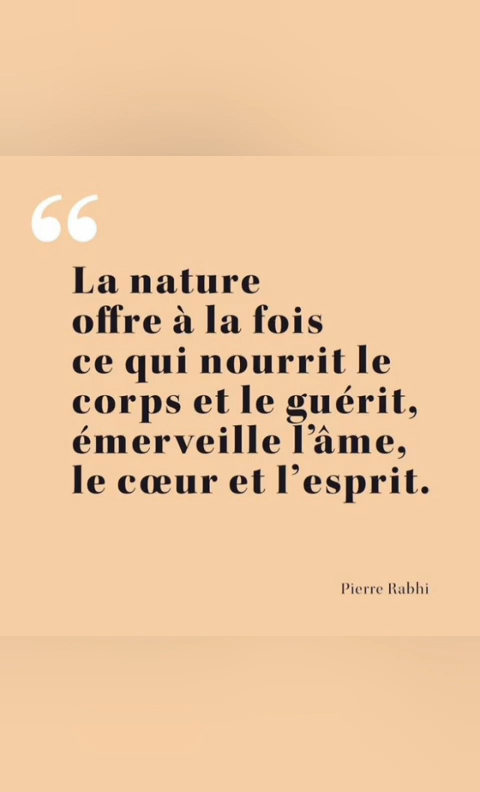 “
La nature
offre à la fois
ce qui nourrit le
corps et le guérit,
émerveille l’âme,
le cœur et l’esprit.
Pierre Rabhi